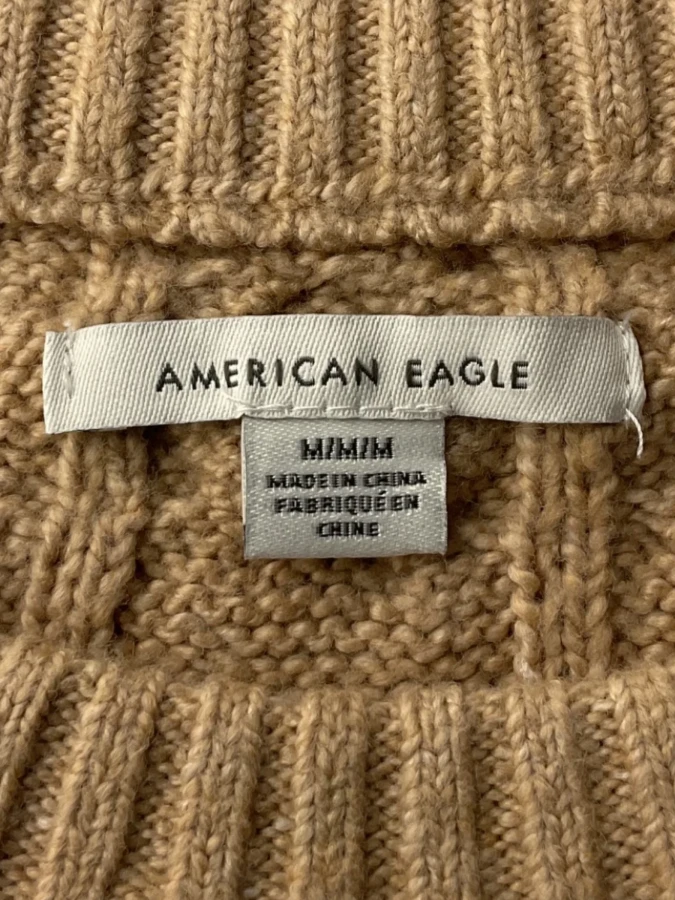 AMERICAN EAGLE
M/M/M
MADE IN CHINA
FABRIQUÉ EN
CHINE